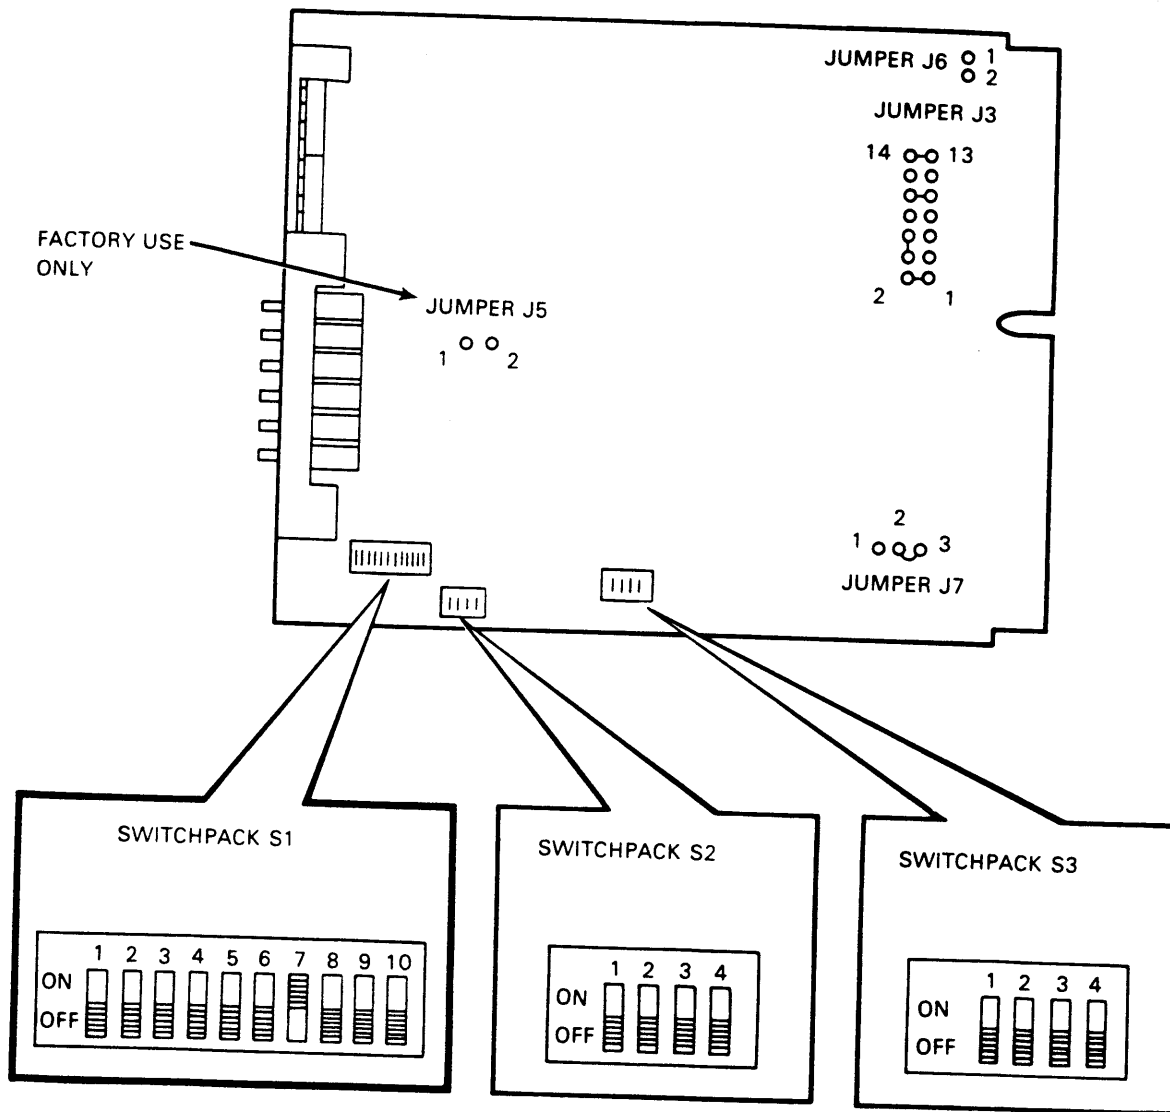 JUMPER J6 1
2
JUMPER J3
14 13
2 1
FACTORY USE
ONLY
JUMPER J5
1 2
2
1 3
JUMPER J7
SWITCHPACK S1
1 2 3 4 5 6 7 8 9 10
ON
OFF
SWITCHPACK S2
1 2 3 4
ON
OFF
SWITCHPACK S3
1 2 3 4
ON
OFF